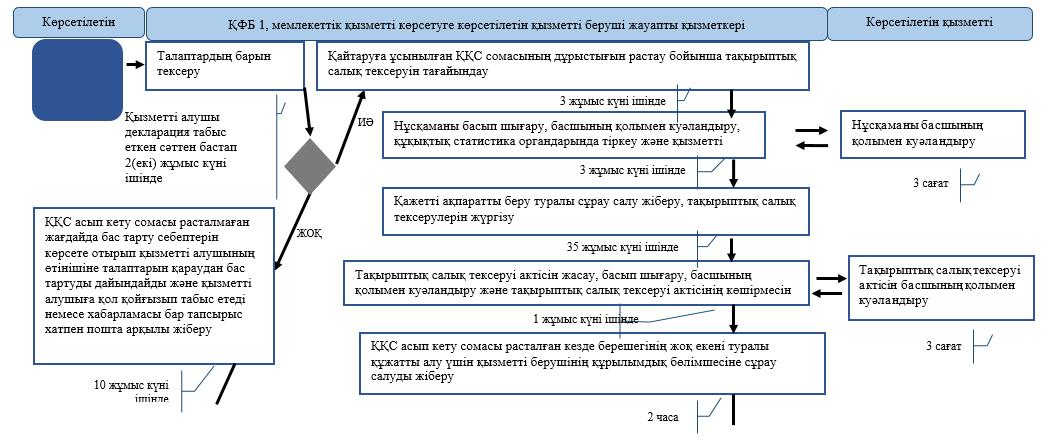 Көрсетілетін
ҚФБ 1, мемлекеттік қызметті көрсетуге көрсетілетін қызметті беруші жауапты қызметкері
Көрсетілетін қызметті
Талаптардың барын
тексеру
Қайтаруға ұсынылған ҚҚС сомасының дұрыстығын растау бойынша тақырыптық
салық тексеруін тағайындау
Қызметті алушы
декларация табыс
еткен сәттен бастап
2(екі) жұмыс күні
ішінде
ИӘ
3 жұмыс күні ішінде
Нұсқаманы басып шығару, басшының қолымен куәландыру,
құқықтық статистика органдарында тіркеу және қызметті
Нұсқаманы басшының
қолымен куәландыру
3 жұмыс күні ішінде
3 сағат
Қажетті ақпаратты беру туралы сұрау салу жіберу, тақырыптық салық
тексерулерін жүргізу
ЖОҚ
ҚҚС асып кету сомасы расталмаған
жағдайда бас тарту себептерін
көрсете отырып қызметті алушының
өтінішіне талаптарын қараудан бас
тартуды дайындайды және қызметті
алушыға қол қойғызып табыс етеді
немесе хабарламасы бар тапсырыс
хатпен пошта арқылы жіберу
35 жұмыс күні ішінде
Тақырыптық салық тексеруі актісін жасау, басып шығару, басшының
қолымен куәландыру және тақырыптық салық тексеруі актісінің көшірмесін
Тақырыптық салық тексеруі
актісін басшының қолымен
куәландыру
1 жұмыс күні ішінде
3 сағат
ҚҚС асып кету сомасы расталған кезде берешегінің жоқ екені туралы
құжатты алу үшін қызметті берушінің құрылымдық бөлімшесіне сұрау
салуды жіберу
10 жұмыс күні
ішінде
2 часа